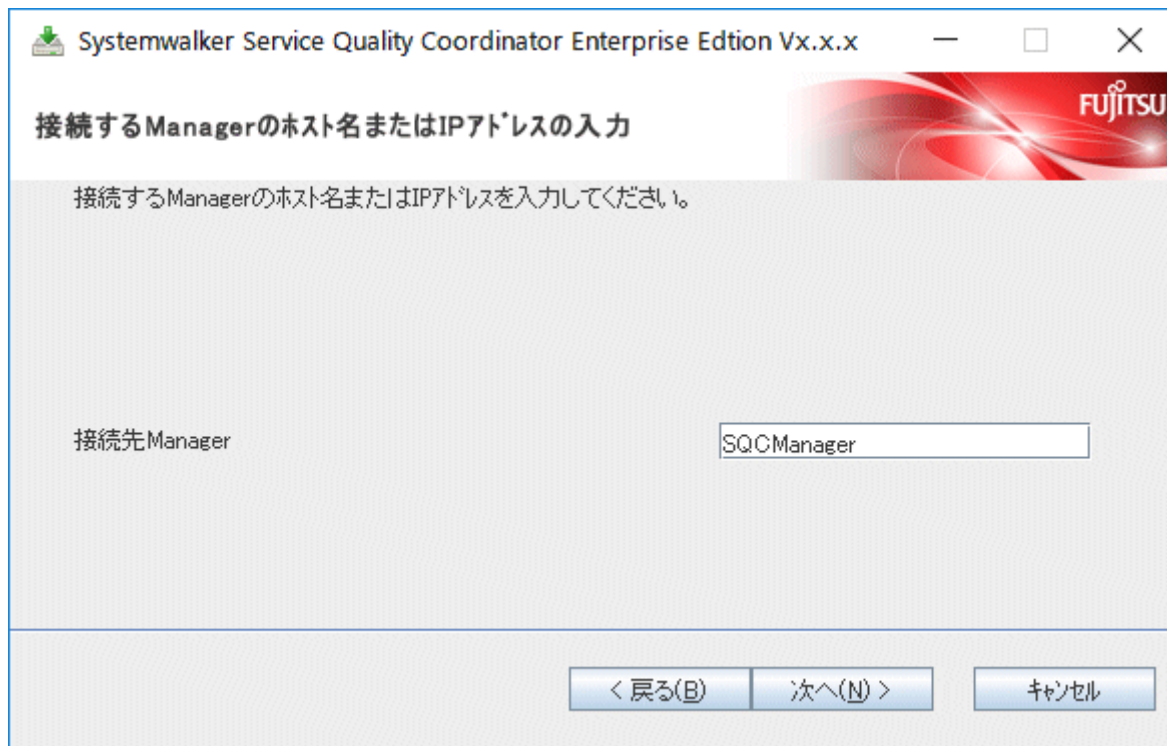 Systemwalker Service Quality Coordinator Enterprise Edtion Vx.x.x
FUJITSU
接続するManagerのホスト名またはIPアドレスの入力
接続するManagerのホスト名またはIPアドレスを入力してください。
接続先Manager
SQCManager
< 戻る(B)
次へ(N) >
キャンセル